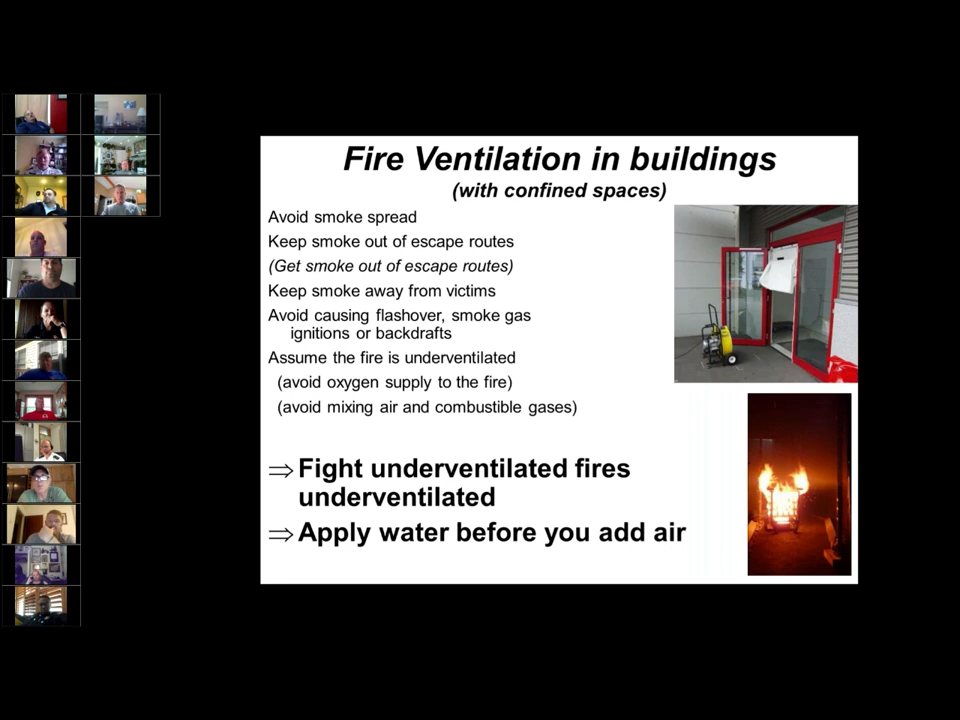 Fire Ventilation in buildings
(with confined spaces)
Avoid smoke spread
Keep smoke out of escape routes
(Get smoke out of escape routes)
Keep smoke away from victims
Avoid causing flashover, smoke gas
ignitions or backdrafts
Assume the fire is underventilated
(avoid oxygen supply to the fire)
(avoid mixing air and combustible gases)
⇒ Fight underventilated fires
underventilated
⇒ Apply water before you add air